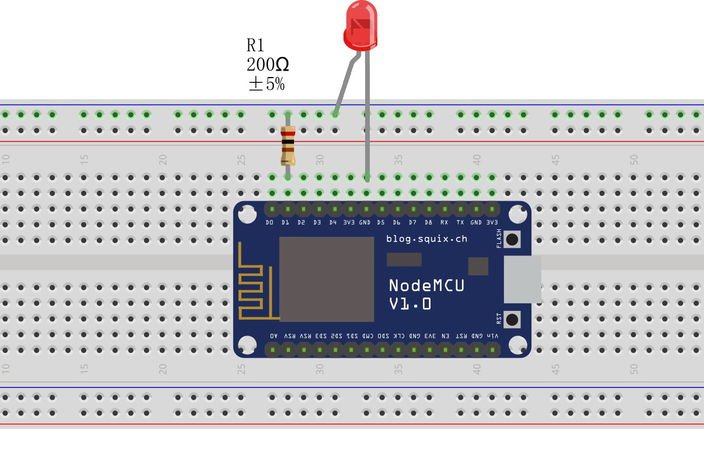 R1
200Ω
±5%
10 15 20 25 30 35 40 45 50
D0 D1 D2 D3 D4 3V3 GND D5 D6 D7 D8 RX TX GND 3V3
blog.squix.ch
FLASH
NodeMCU
V1.0
RST
A0 RSV RSV SD3 SD2 SD1 CMD SD0 CLK GND 3V3 EN RST GND Vin
10 15 20 25 30 35 40 45 50